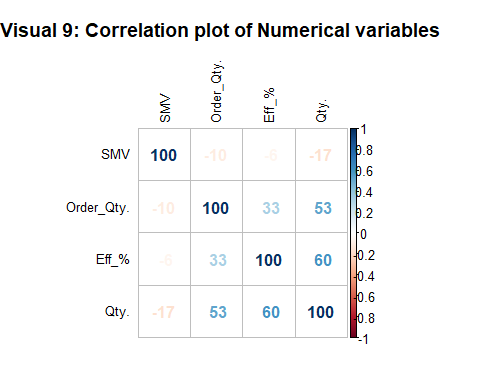 Visual 9: Correlation plot of Numerical variables
SMV Order_Qty. Eff_% Qty.
SMV 100 -10 -6 -17
Order_Qty. -10 100 33 53
Eff_% -6 33 100 60
Qty. -17 53 60 100
1
0.8
0.6
0.4
0.2
0
-0.2
-0.4
-0.6
-0.8
-1